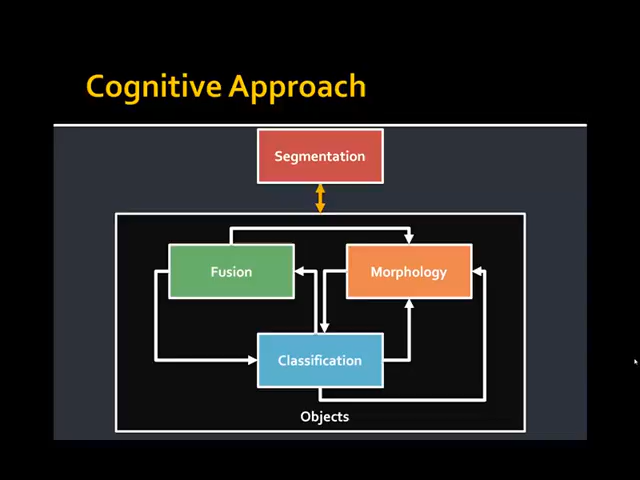 Cognitive Approach
Segmentation
Fusion
Morphology
Classification
Objects